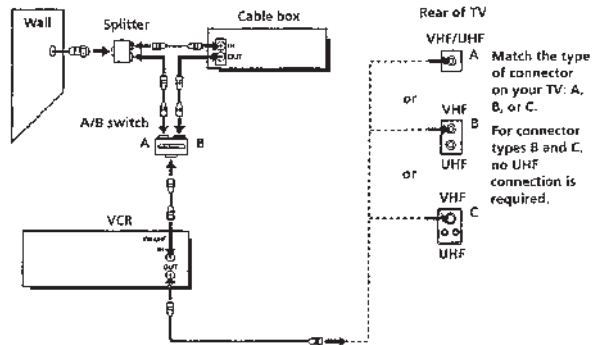 Wall
Splitter
Cable box
IN
OUT
A/B switch
A
B
VCR
VHF/UHF
IN
OUT
Rear of TV
VHF/UHF
A
or
VHF
B
UHF
or
VHF
C
UHF
Match the type
of connector
on your TV: A,
B, or C.
For connector
types B and C,
no UHF
connection is
required.